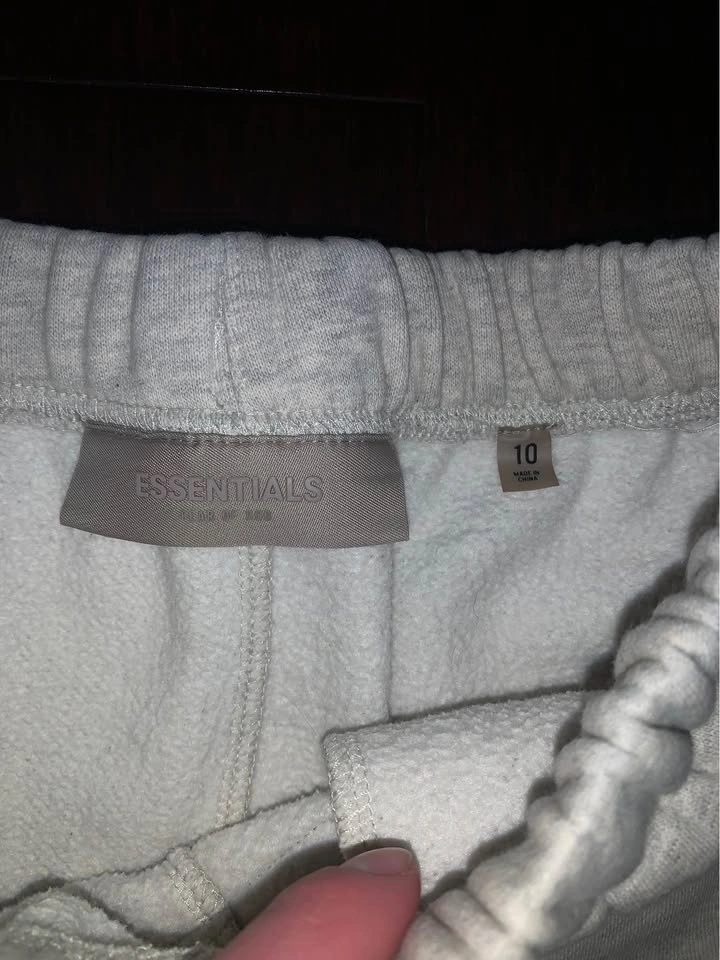 ESSENTIALS
FEAR OF GOD
10
MADE IN
CHINA